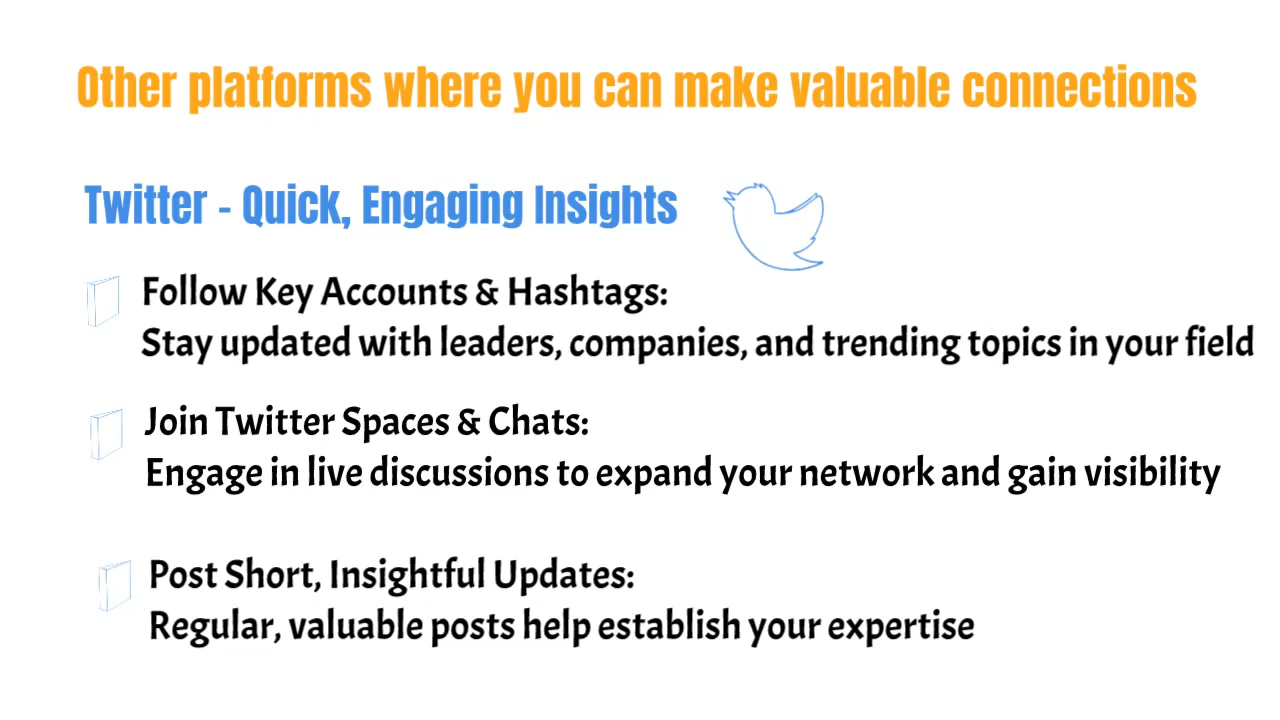 Other platforms where you can make valuable connections
Twitter - Quick, Engaging Insights
Follow Key Accounts & Hashtags:
Stay updated with leaders, companies, and trending topics in your field
Join Twitter Spaces & Chats:
Engage in live discussions to expand your network and gain visibility
Post Short, Insightful Updates:
Regular, valuable posts help establish your expertise